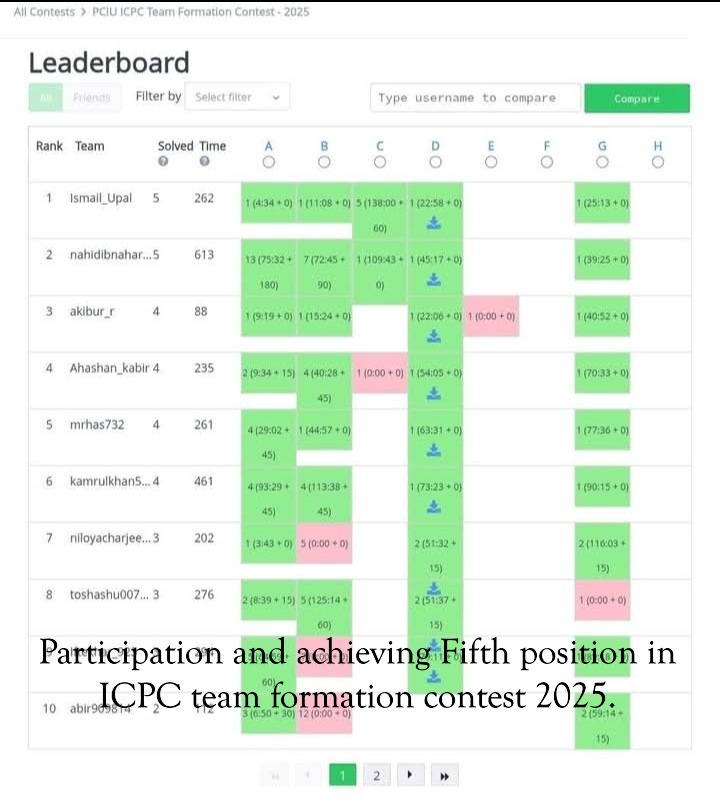 All Contests > PCIU ICPC Team Formation Contest - 2025
Leaderboard
All Friends Filter by Select filter Type username to compare Compare
Rank Team Solved Time A B C D E F G H
1 Ismail_Upal 5 262 1 (4:34 + 0) 1 (11:08 + 0) 5 (138:00 + 60) 1 (22:58 + 0) 1 (25:13 + 0)
2 nahidibnahar... 5 613 13 (75:32 + 180) 7 (72:45 + 90) 1 (109:43 + 0) 1 (45:17 + 0) 1 (39:25 + 0)
3 akibur_r 4 88 1 (9:19 + 0) 1 (15:24 + 0) 1 (22:06 + 0) 1 (0:00 + 0) 1 (40:52 + 0)
4 Ahashan_kabir 4 235 2 (9:34 + 15) 4 (40:28 + 45) 1 (0:00 + 0) 1 (54:05 + 0) 1 (70:33 + 0)
5 mrhas732 4 261 4 (29:02 + 45) 1 (44:57 + 0) 1 (63:31 + 0) 1 (77:36 + 0)
6 kamrulkhan5... 4 461 4 (93:29 + 45) 4 (113:38 + 45) 1 (73:23 + 0) 1 (90:15 + 0)
7 niloyacharjee... 3 202 1 (3:43 + 0) 5 (0:00 + 0) 2 (51:32 + 15) 2 (116:03 + 15)
8 toshashu007... 3 276 2 (8:39 + 15) 5 (125:14 + 60) 2 (51:37 + 15) 1 (0:00 + 0)
Participation and achieving Fifth position in
60)
ICPC team formation contest 2025.
10 2 112 3 (6:50 + 30) 12 (0:00 + 0) 2 (59:14 + 15)
1 2